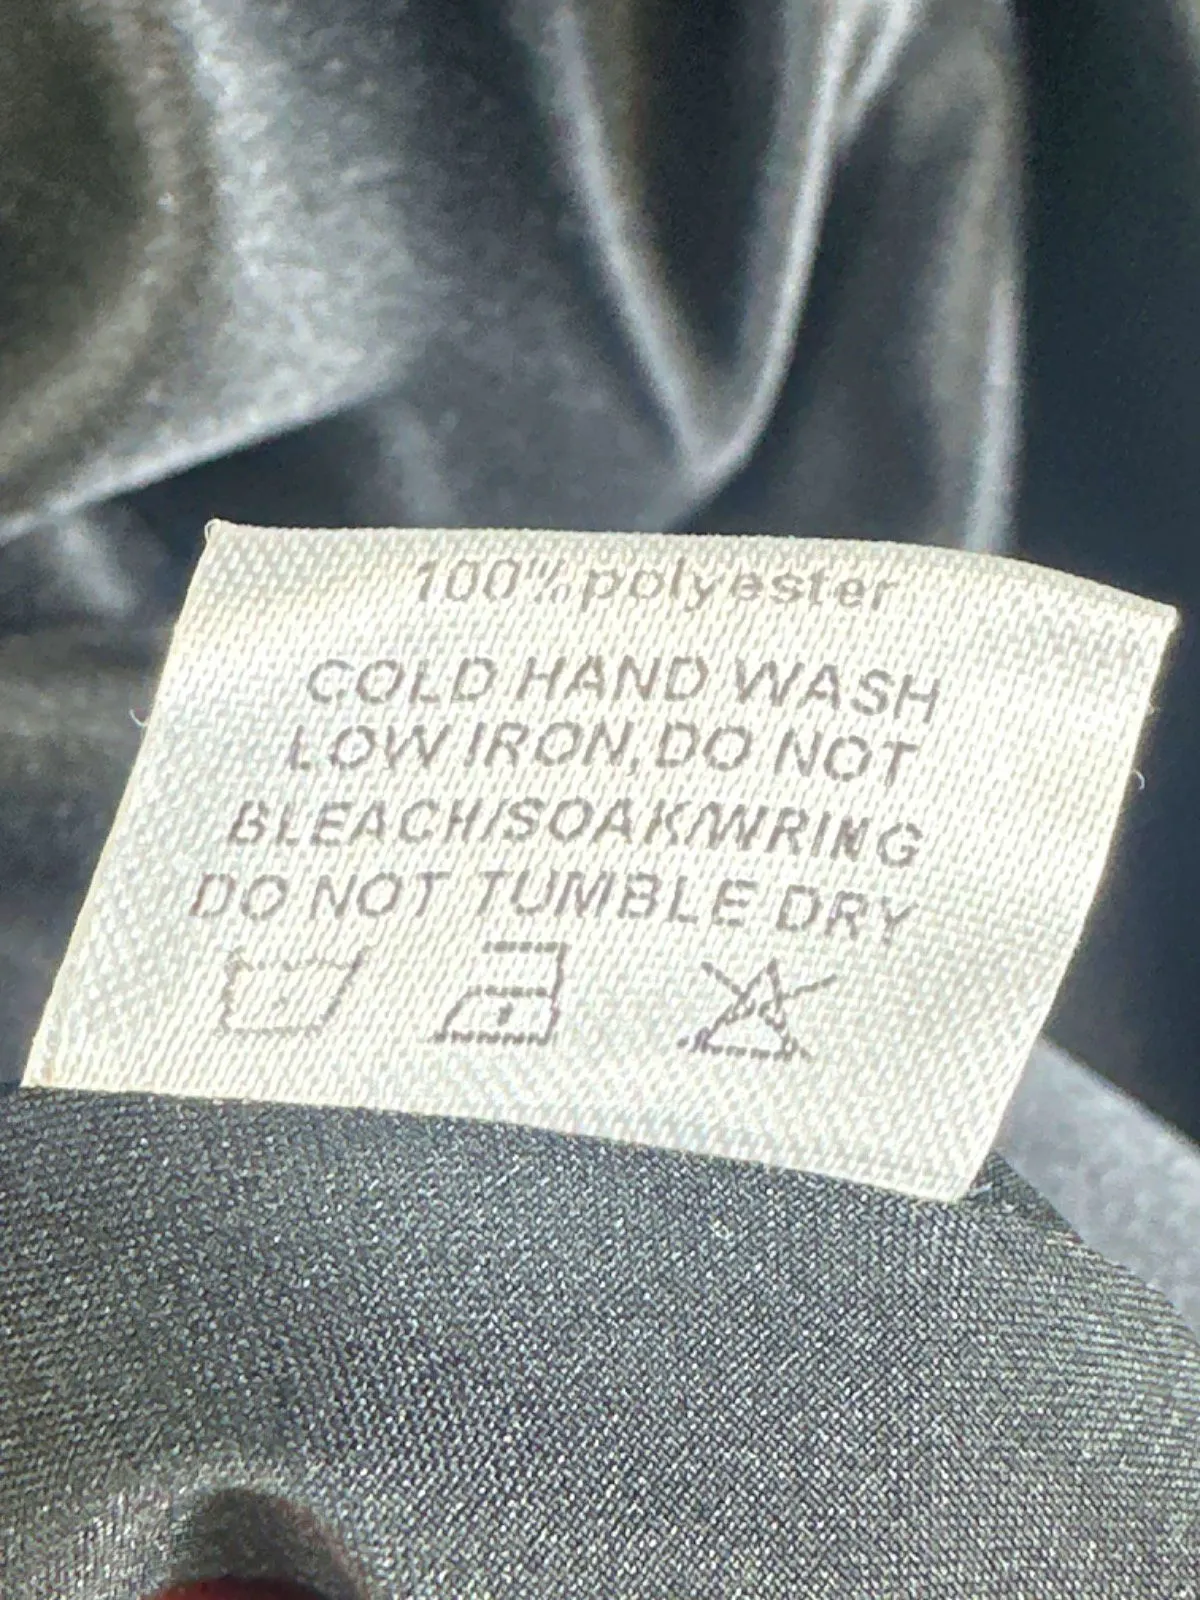 100% polyester
COLD HAND WASH
LOW IRON, DO NOT
BLEACH/SOAK/WRING
DO NOT TUMBLE DRY